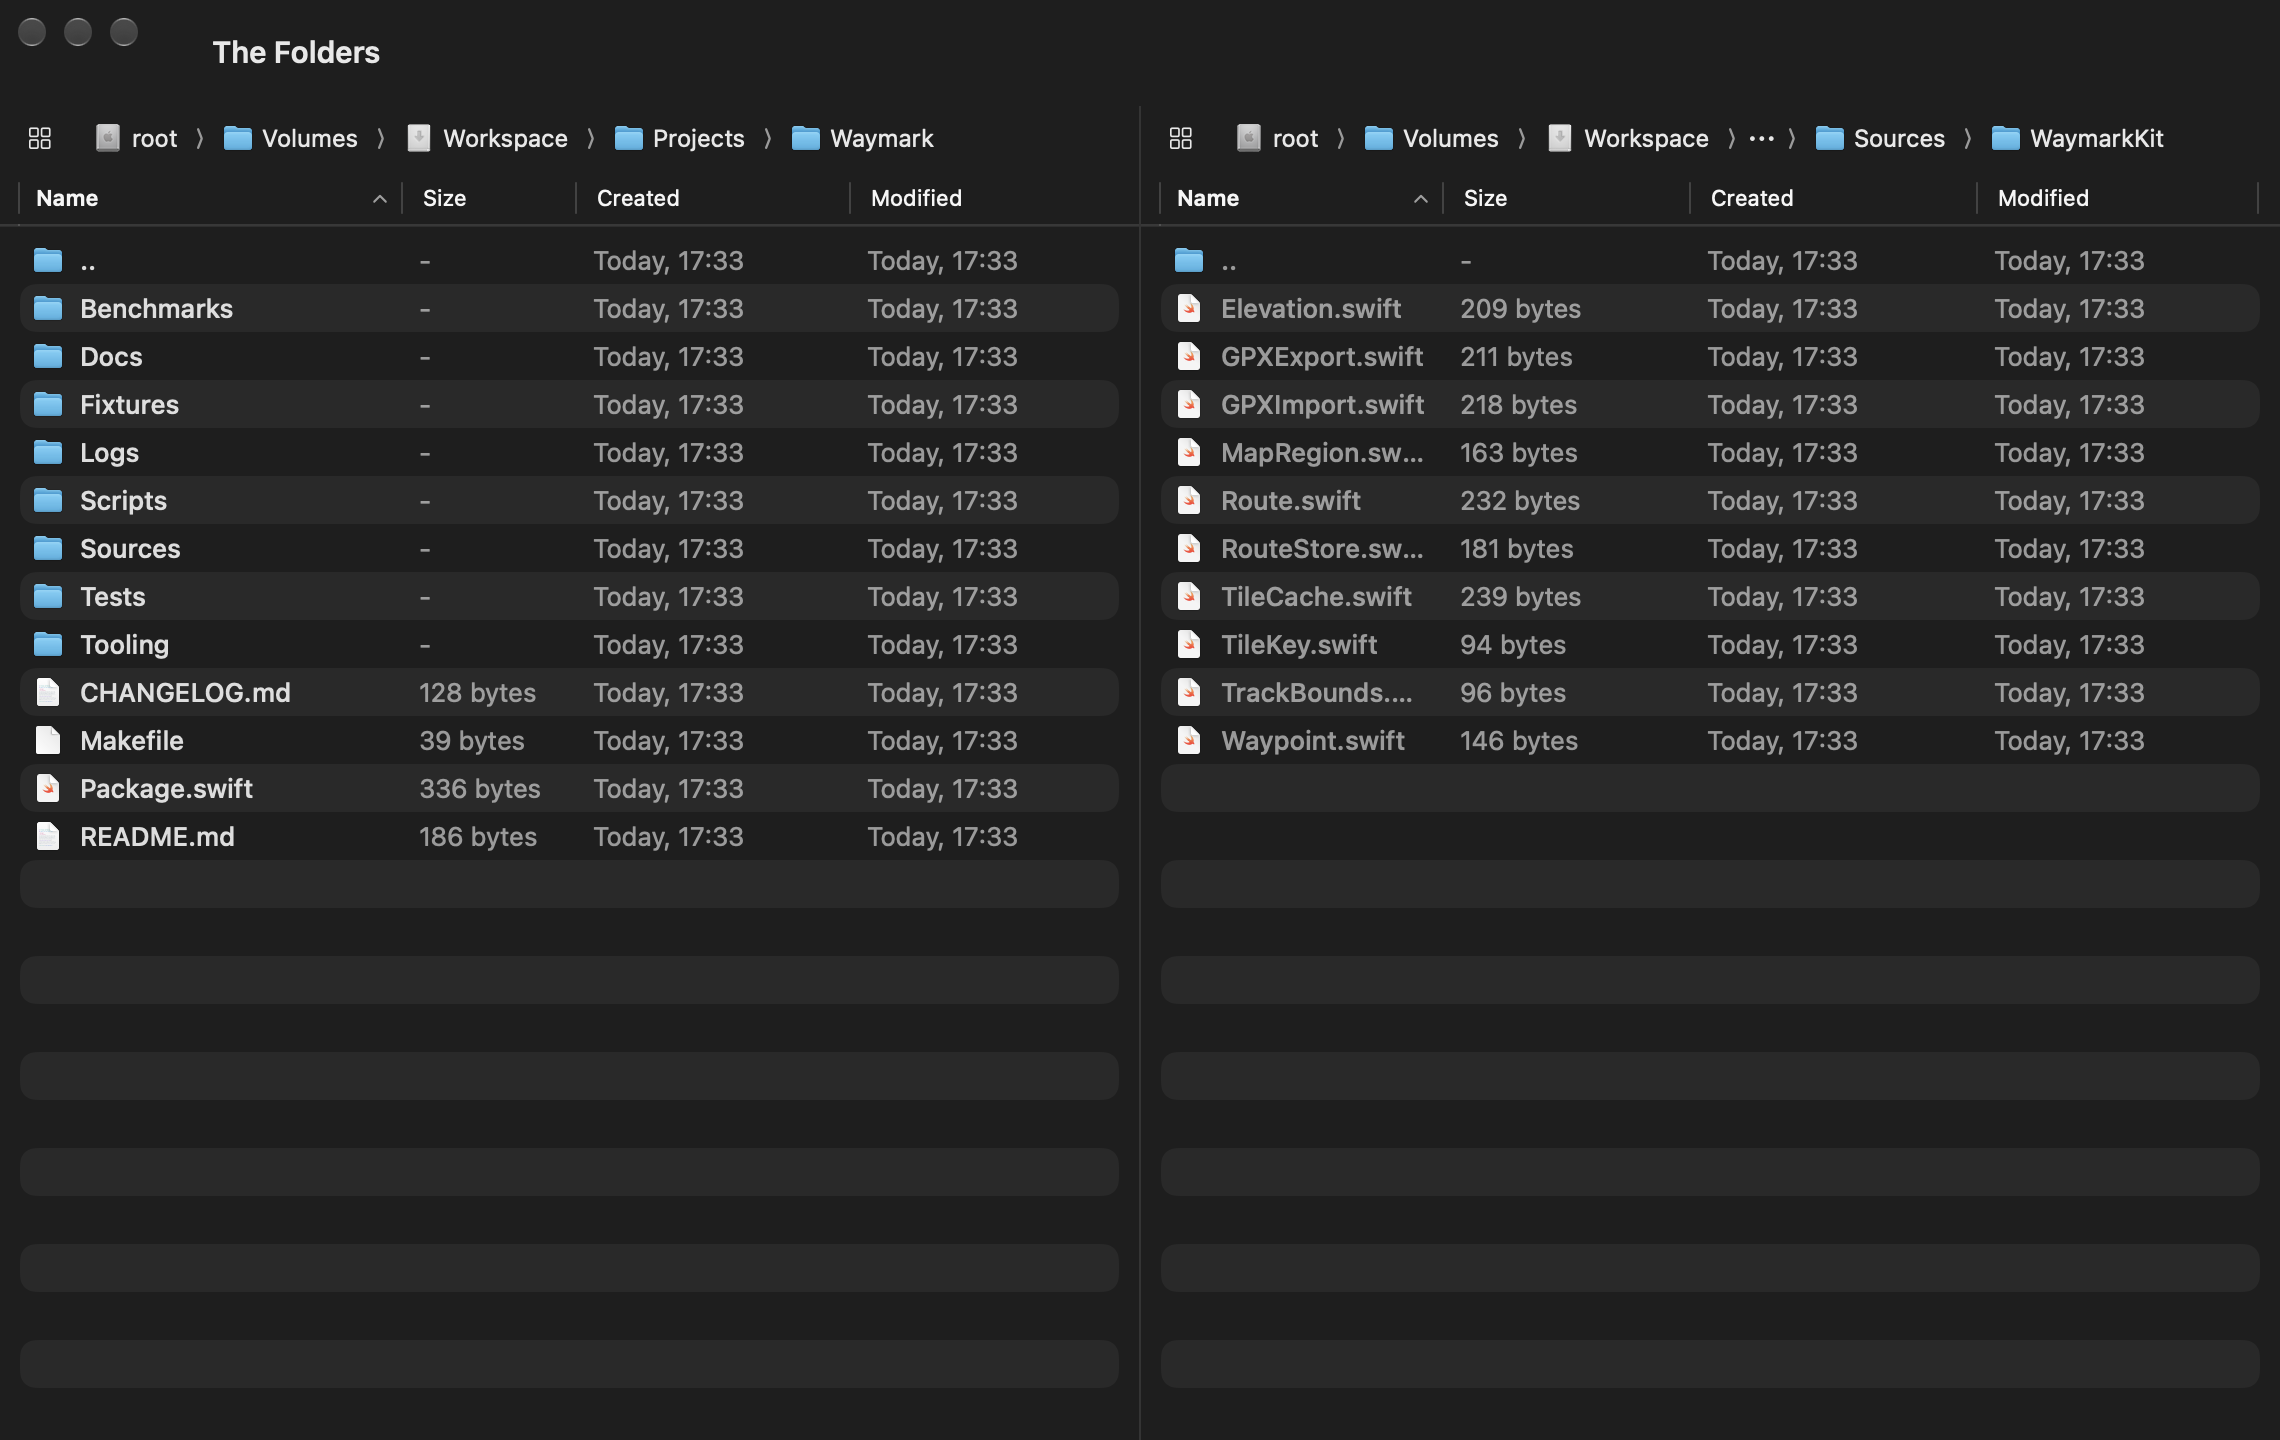 The Folders
root 〉 Volumes 〉 Workspace 〉 Projects 〉 Waymark
Name Size Created Modified
.. - Today, 17:33 Today, 17:33
Benchmarks - Today, 17:33 Today, 17:33
Docs - Today, 17:33 Today, 17:33
Fixtures - Today, 17:33 Today, 17:33
Logs - Today, 17:33 Today, 17:33
Scripts - Today, 17:33 Today, 17:33
Sources - Today, 17:33 Today, 17:33
Tests - Today, 17:33 Today, 17:33
Tooling - Today, 17:33 Today, 17:33
CHANGELOG.md 128 bytes Today, 17:33 Today, 17:33
Makefile 39 bytes Today, 17:33 Today, 17:33
Package.swift 336 bytes Today, 17:33 Today, 17:33
README.md 186 bytes Today, 17:33 Today, 17:33
root 〉 Volumes 〉 Workspace 〉 ··· 〉 Sources 〉 WaymarkKit
Name Size Created Modified
.. - Today, 17:33 Today, 17:33
Elevation.swift 209 bytes Today, 17:33 Today, 17:33
GPXExport.swift 211 bytes Today, 17:33 Today, 17:33
GPXImport.swift 218 bytes Today, 17:33 Today, 17:33
MapRegion.sw... 163 bytes Today, 17:33 Today, 17:33
Route.swift 232 bytes Today, 17:33 Today, 17:33
RouteStore.sw... 181 bytes Today, 17:33 Today, 17:33
TileCache.swift 239 bytes Today, 17:33 Today, 17:33
TileKey.swift 94 bytes Today, 17:33 Today, 17:33
TrackBounds.... 96 bytes Today, 17:33 Today, 17:33
Waypoint.swift 146 bytes Today, 17:33 Today, 17:33